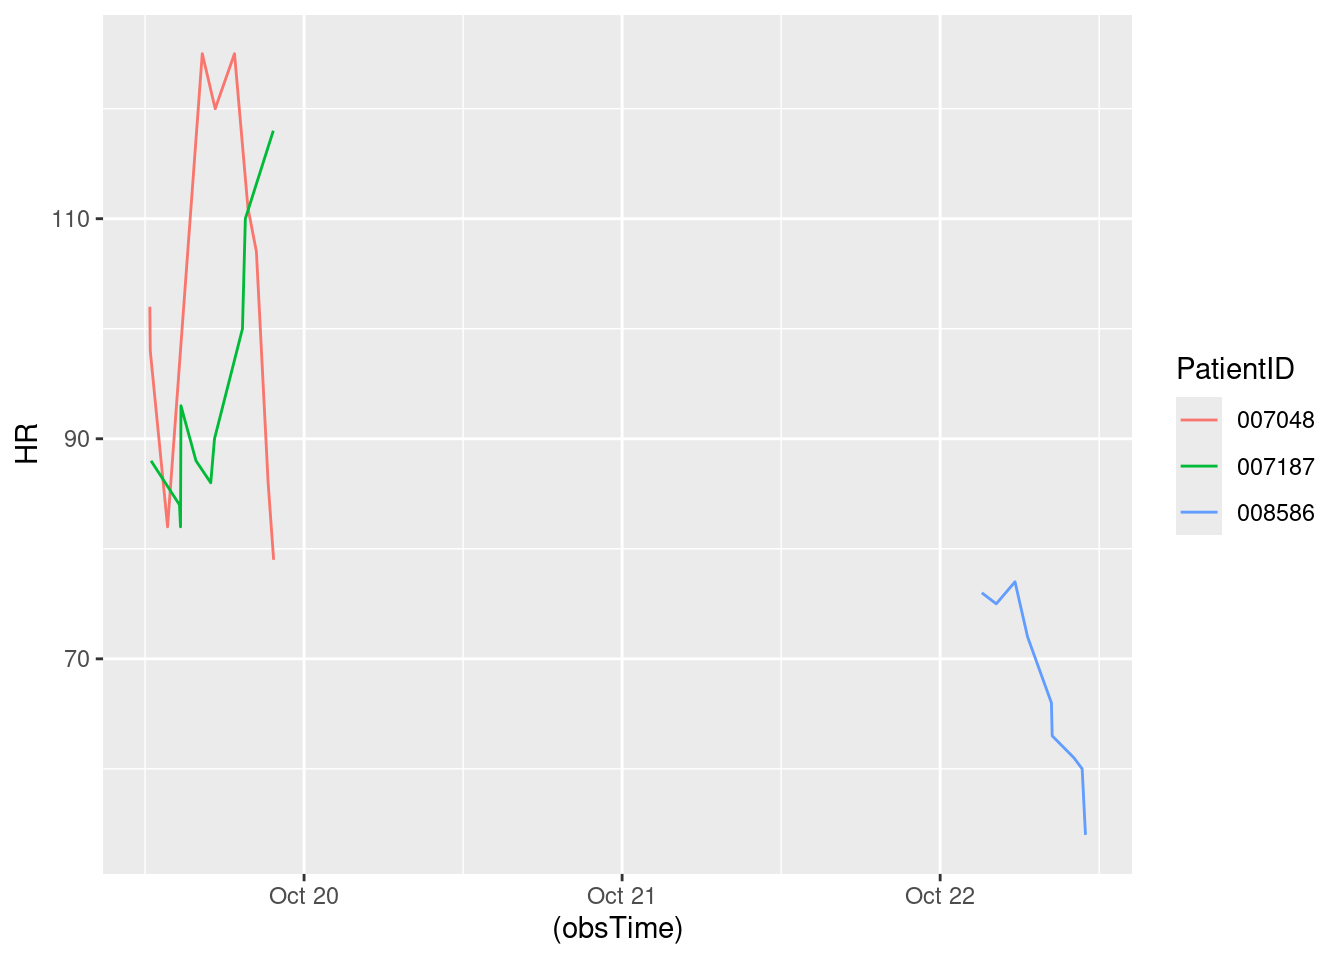 HR
110
90
70
Oct 20
Oct 21
Oct 22
(obsTime)
PatientID
007048
007187
008586